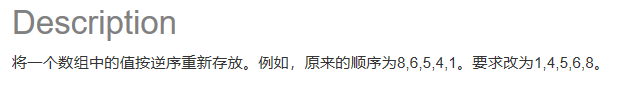 Description
将一个数组中的值按逆序重新存放。例如，原来的顺序为8,6,5,4,1。要求改为1,4,5,6,8。